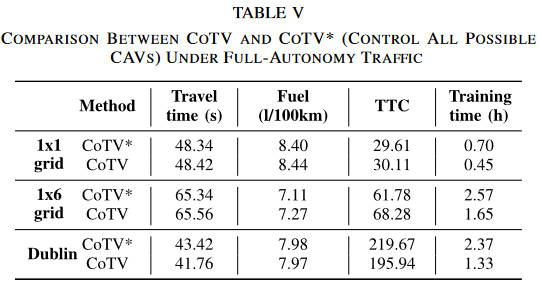 TABLE V
COMPARISON BETWEEN COTV AND COTV* (CONTROL ALL POSSIBLE
CAVS) UNDER FULL-AUTONOMY TRAFFIC
Method Travel time (s) Fuel (l/100km) TTC Training time (h)
1x1 grid CoTV* 48.34 8.40 29.61 0.70
CoTV 48.42 8.44 30.11 0.45
1x6 grid CoTV* 65.34 7.11 61.78 2.57
CoTV 65.56 7.27 68.28 1.65
Dublin CoTV* 43.42 7.98 219.67 2.37
CoTV 41.76 7.97 195.94 1.33